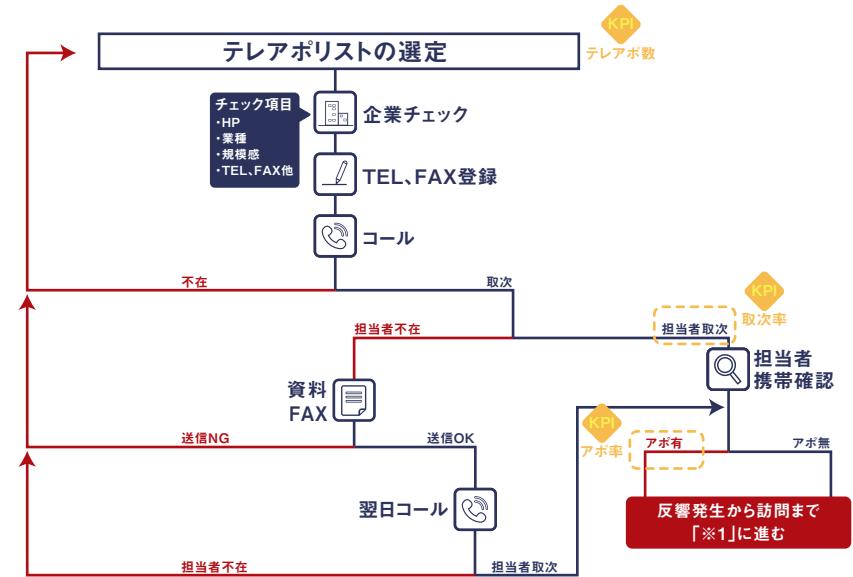 KPI
テレアポリストの選定
テレアポ数
チェック項目
・HP
・業種
・規模感
・TEL、FAX他
企業チェック
TEL、FAX登録
コール
不在
取次
KPI
取次率
担当者不在
担当者取次
担当者
携帯確認
資料
FAX
KPI
アポ率
送信NG
送信OK
アポ有
アポ無
翌日コール
反響発生から訪問まで
「※1」に進む
担当者不在
担当者取次